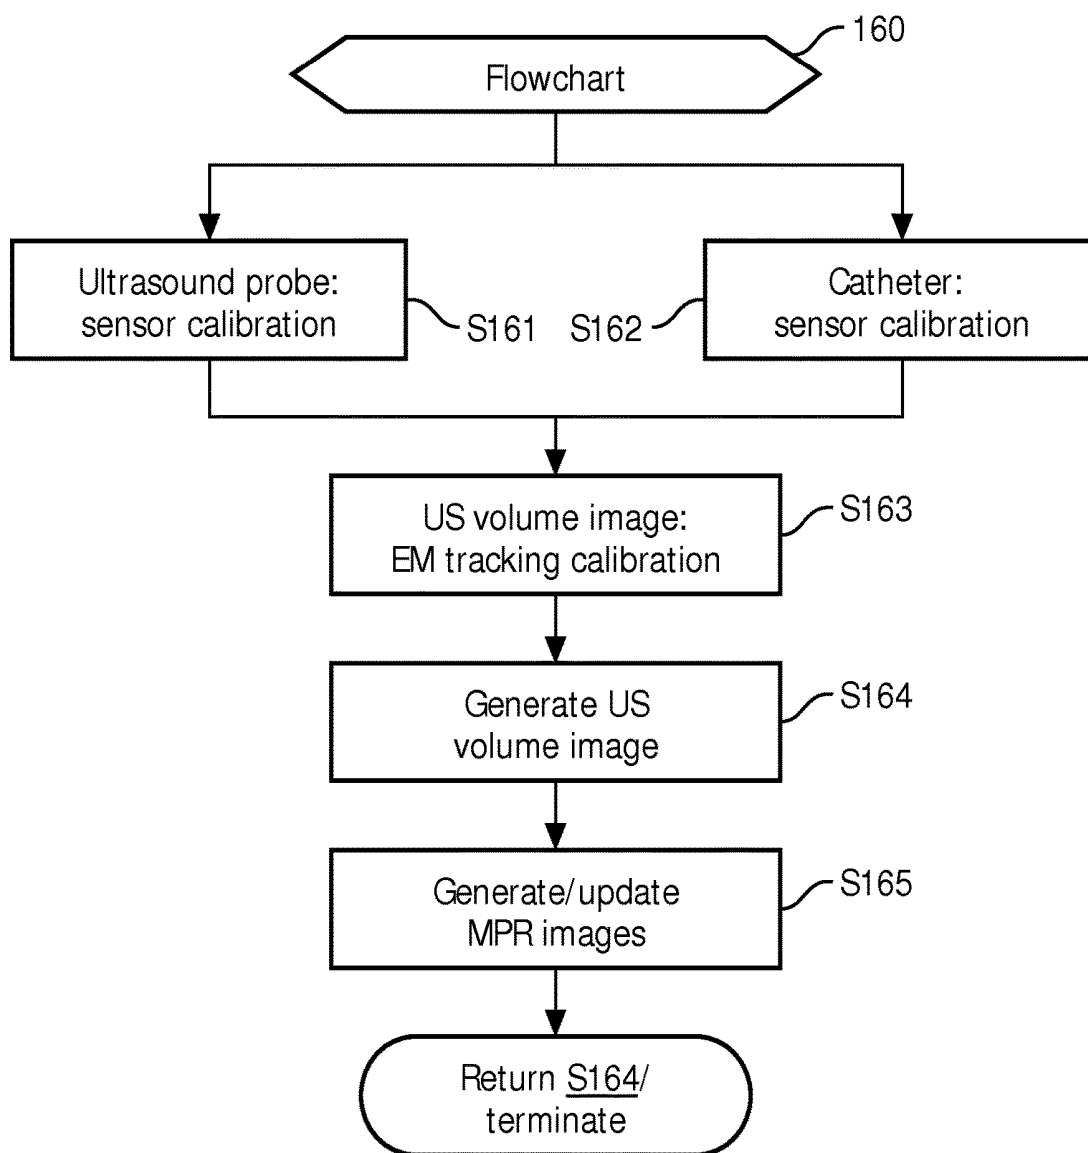 160
Flowchart
Ultrasound probe:
sensor calibration
S161
S162
Catheter:
sensor calibration
US volume image:
EM tracking calibration
S163
Generate US
volume image
S164
Generate/update
MPR images
S165
Return S164/
terminate